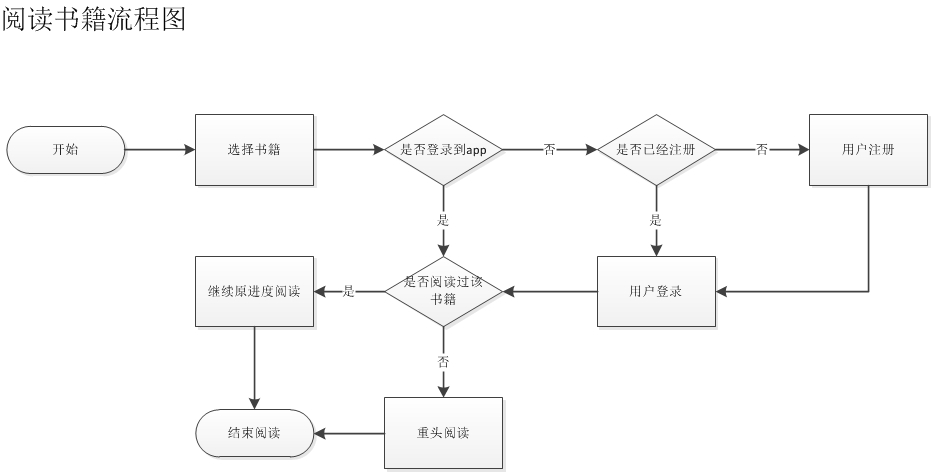 阅读书籍流程图
开始
选择书籍
是否登录到app
否
是否已经注册
否
用户注册
是
是
继续原进度阅读
是
是否阅读过该
书籍
用户登录
否
结束阅读
重头阅读